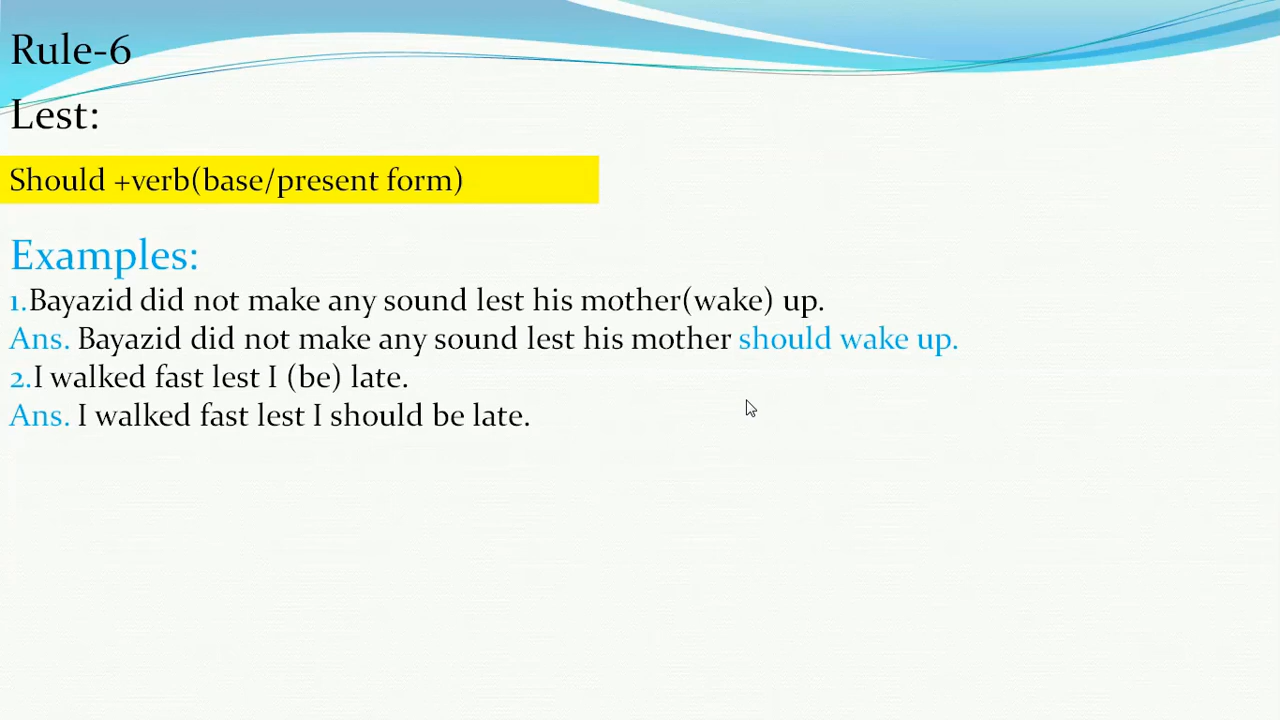 Rule-6
Lest:
Should +verb(base/present form)
Examples:
1.Bayazid did not make any sound lest his mother(wake) up.
Ans. Bayazid did not make any sound lest his mother should wake up.
2.I walked fast lest I (be) late.
Ans. I walked fast lest I should be late.